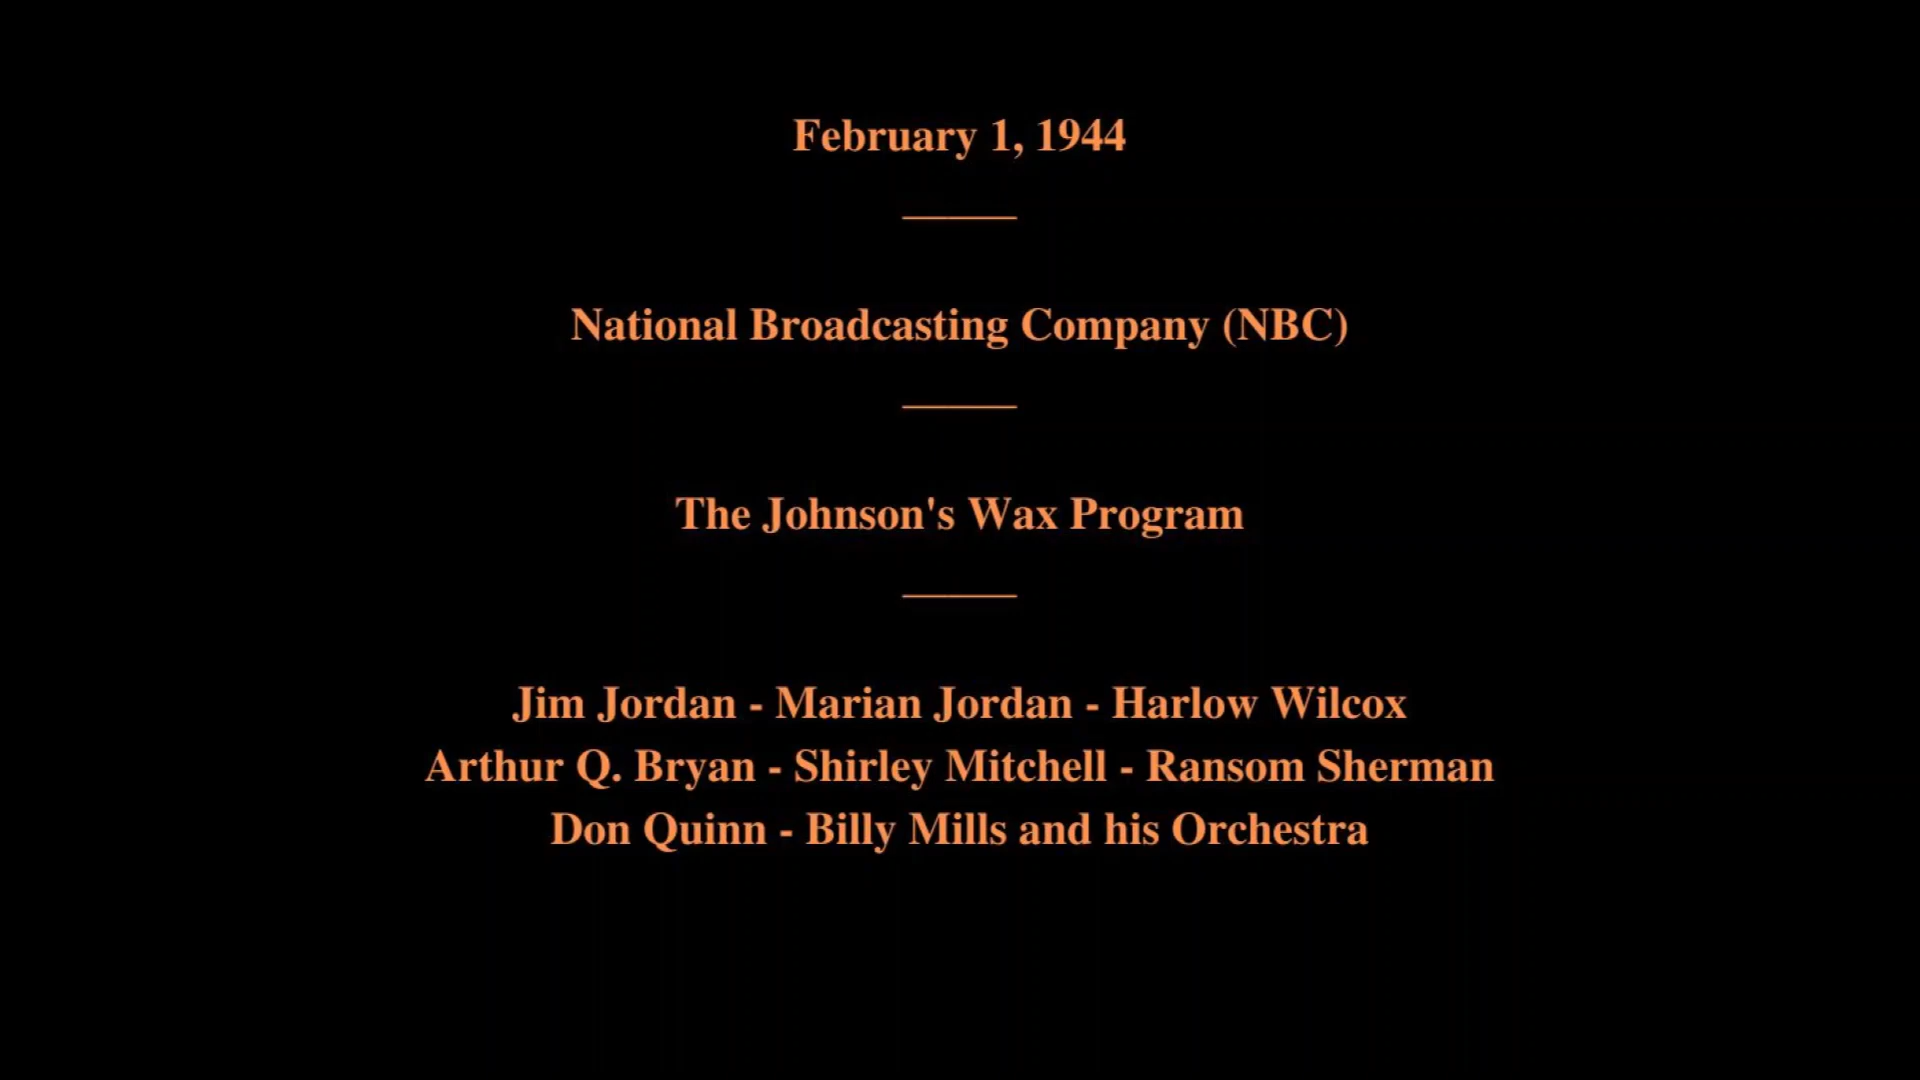 February 1, 1944
National Broadcasting Company (NBC)
The Johnson's Wax Program
Jim Jordan - Marian Jordan - Harlow Wilcox
Arthur Q. Bryan - Shirley Mitchell - Ransom Sherman
Don Quinn - Billy Mills and his Orchestra